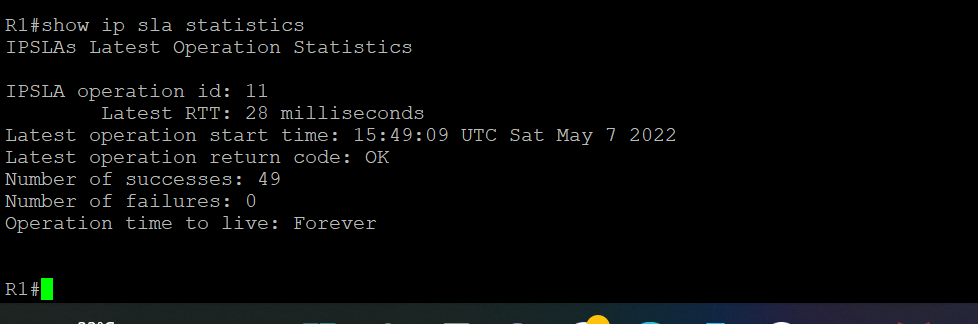 R1#show ip sla statistics
IPSLAs Latest Operation Statistics
IPSLA operation id: 11
Latest RTT: 28 milliseconds
Latest operation start time: 15:49:09 UTC Sat May 7 2022
Latest operation return code: OK
Number of successes: 49
Number of failures: 0
Operation time to live: Forever
R1#